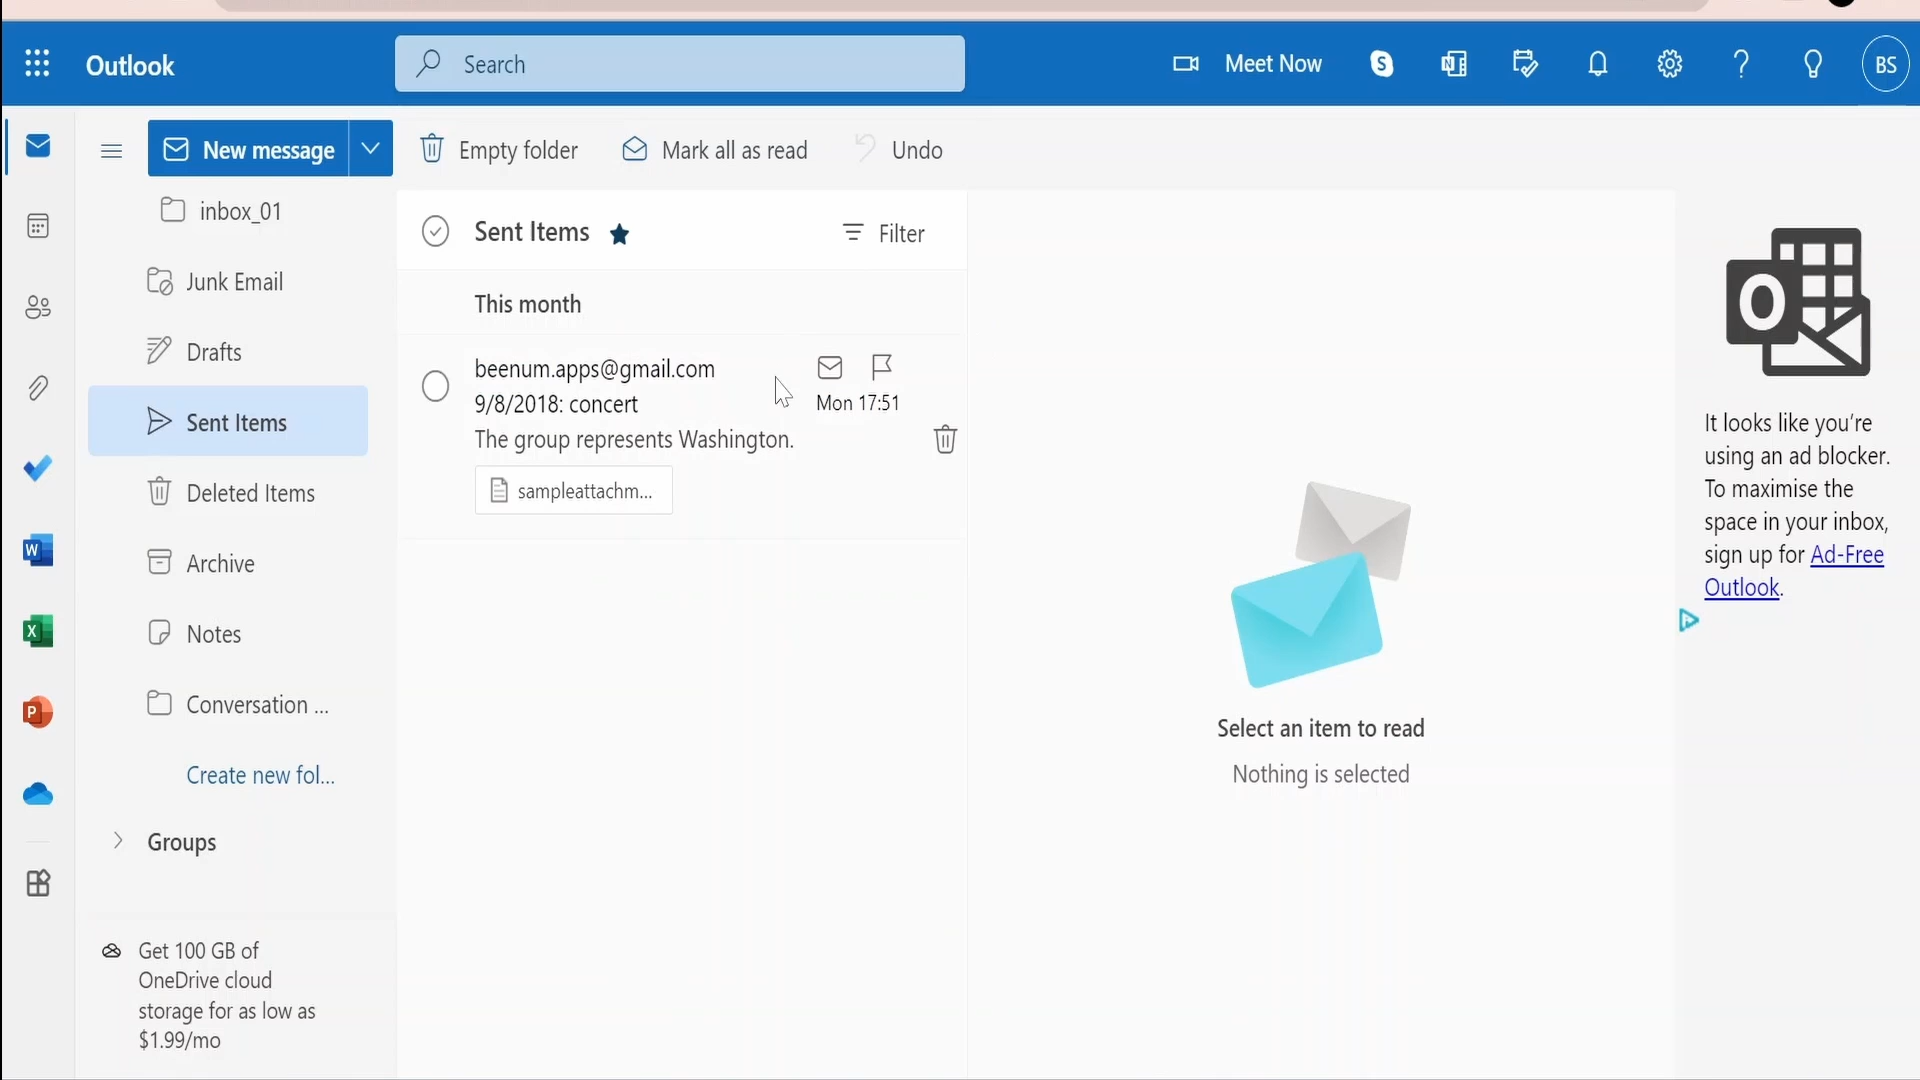 Outlook
Search
Meet Now
BS
New message
Empty folder
Mark all as read
Undo
inbox_01
Junk Email
Drafts
Sent Items
Deleted Items
Archive
Notes
Conversation ...
Create new fol...
Groups
Get 100 GB of
OneDrive cloud
storage for as low as
$1.99/mo
Sent Items
Filter
This month
beenum.apps@gmail.com
9/8/2018: concert
Mon 17:51
The group represents Washington.
sampleattachm...
Select an item to read
Nothing is selected
It looks like you're
using an ad blocker.
To maximise the
space in your inbox,
sign up for Ad-Free
Outlook.